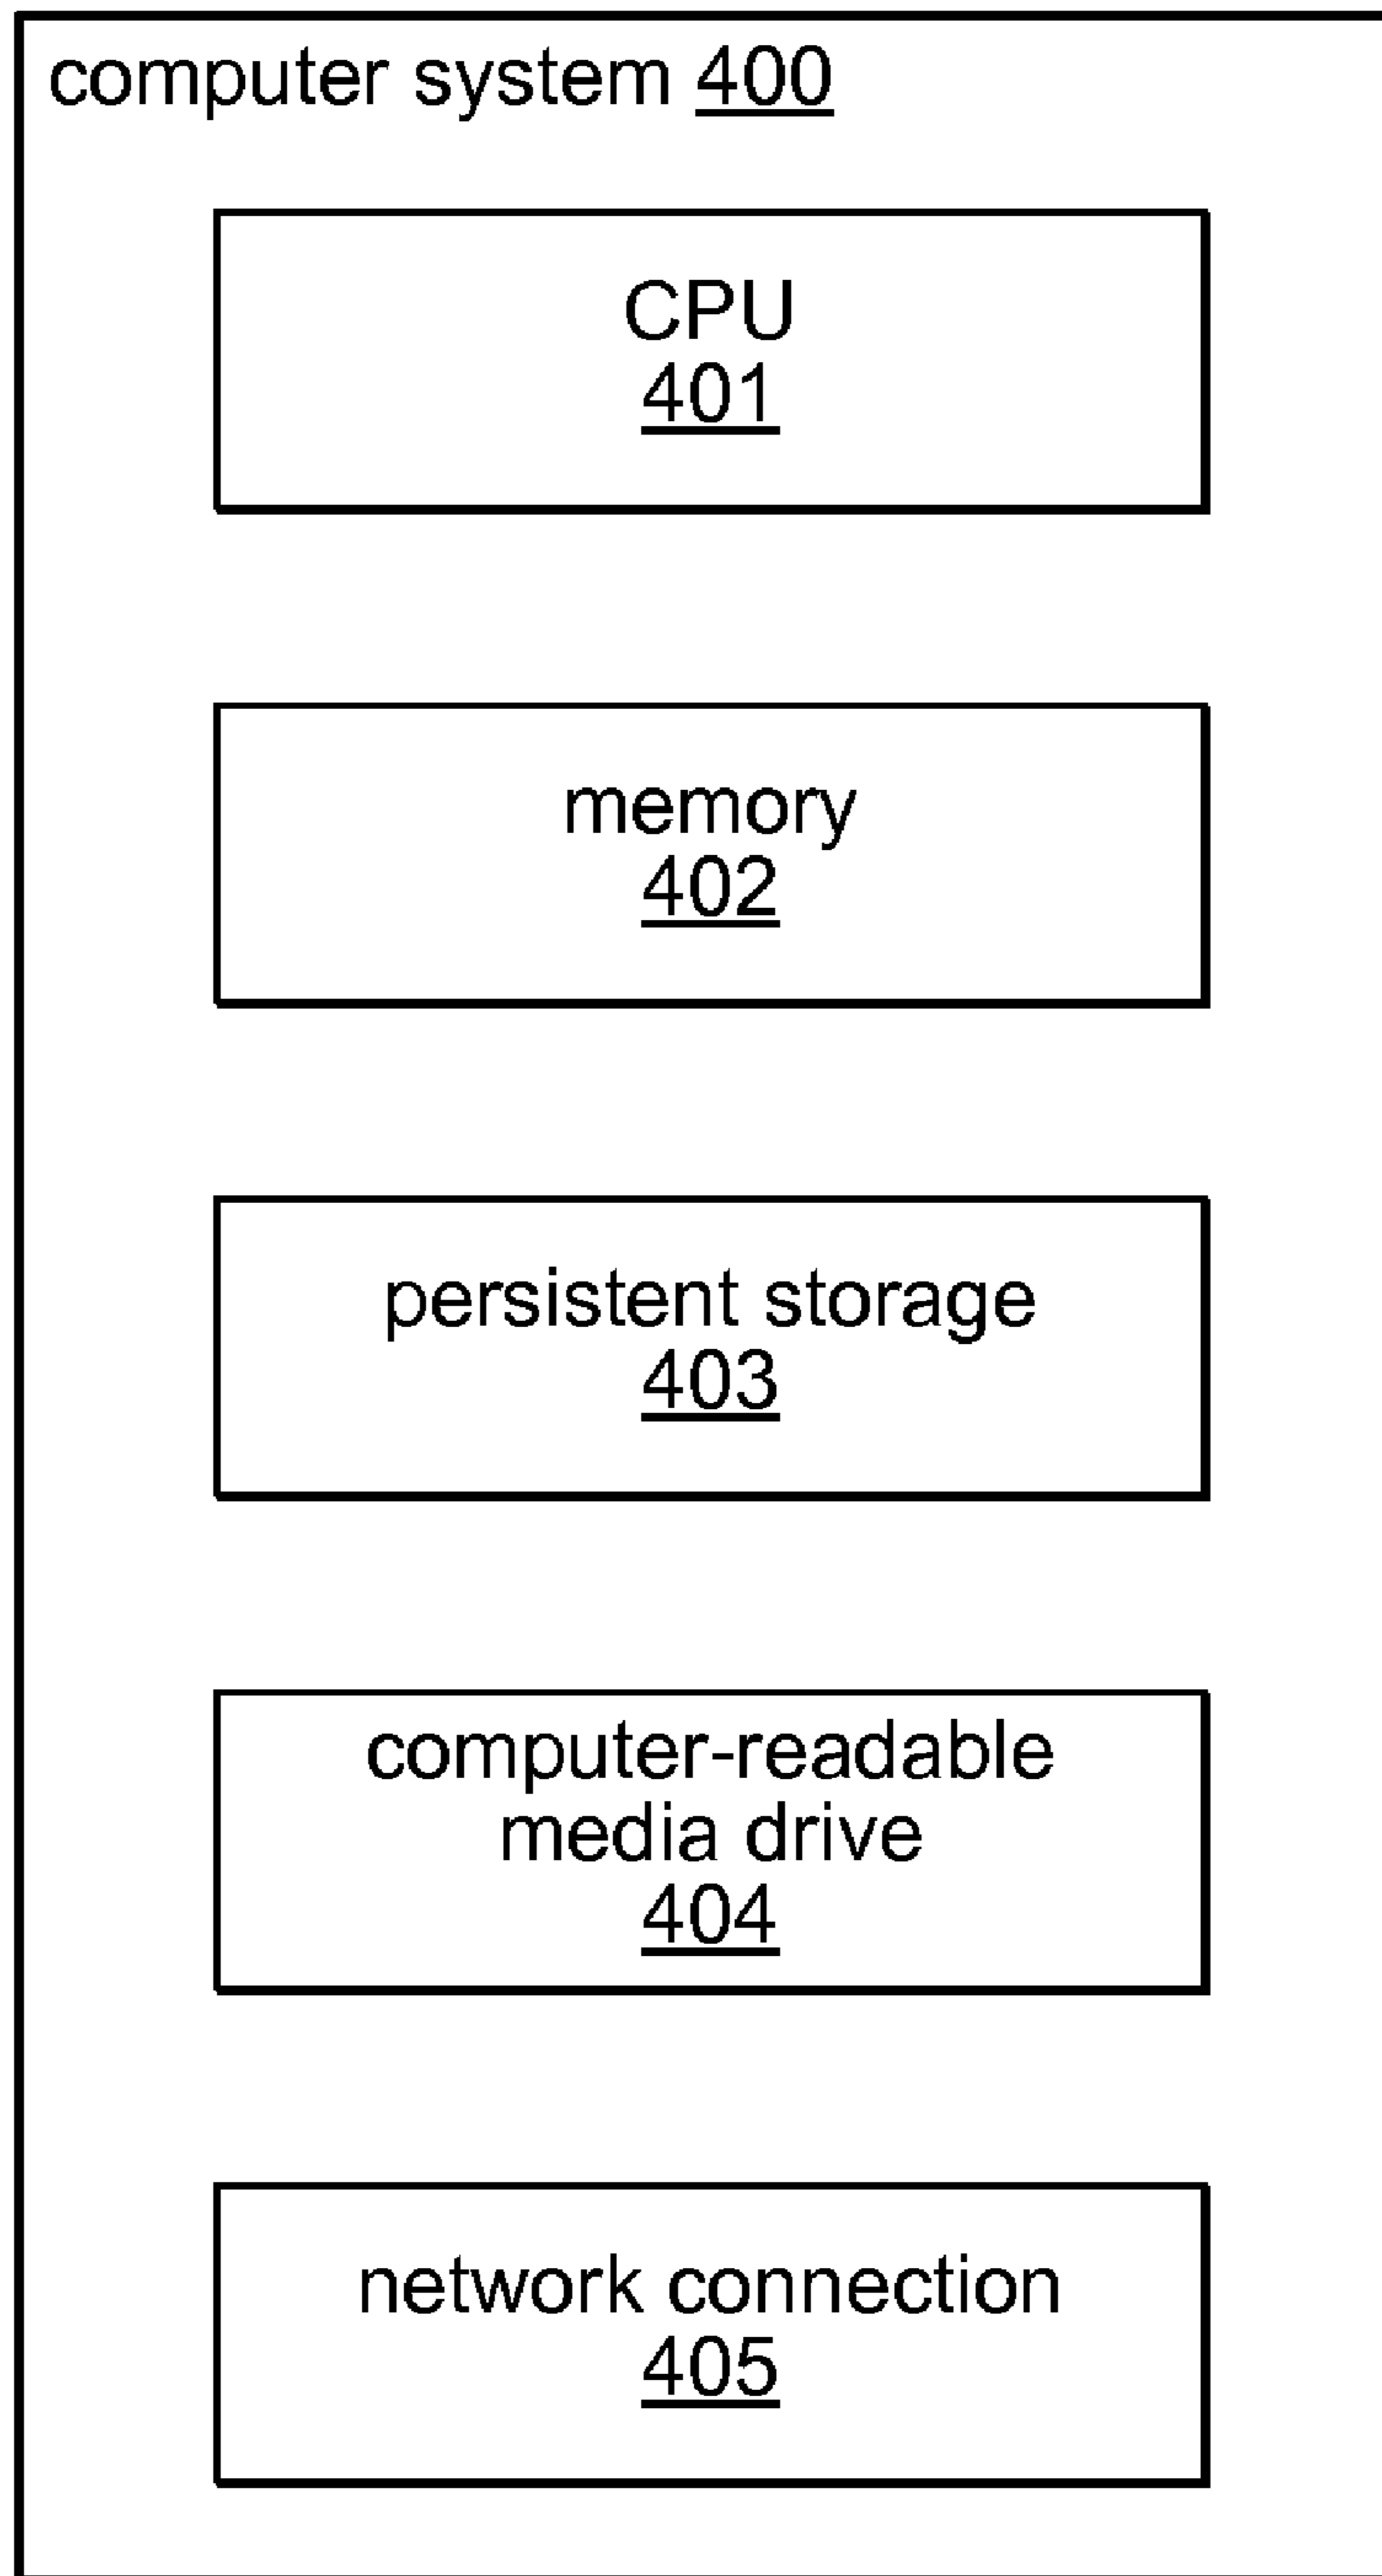 computer system 400
CPU
401
memory
402
persistent storage
403
computer-readable
media drive
404
network connection
405